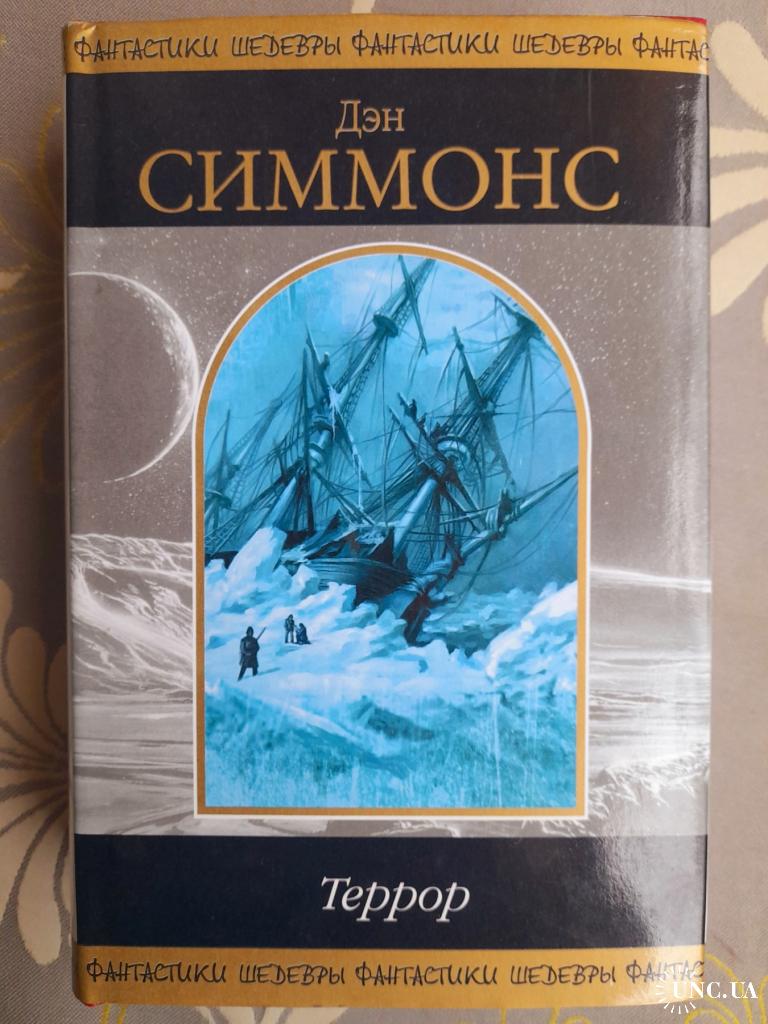 ФАНТАСТИКИ ШЕДЕВРЫ ФАНТАСТИКИ ШЕДЕВРЫ ФАНТАС
Дэн
СИММОНС
Террор
ФАНТАСТИКИ ШЕДЕВРЫ ФАНТАСТИКИ ШЕДЕВРЫ ФАНТАС
UNC.UA